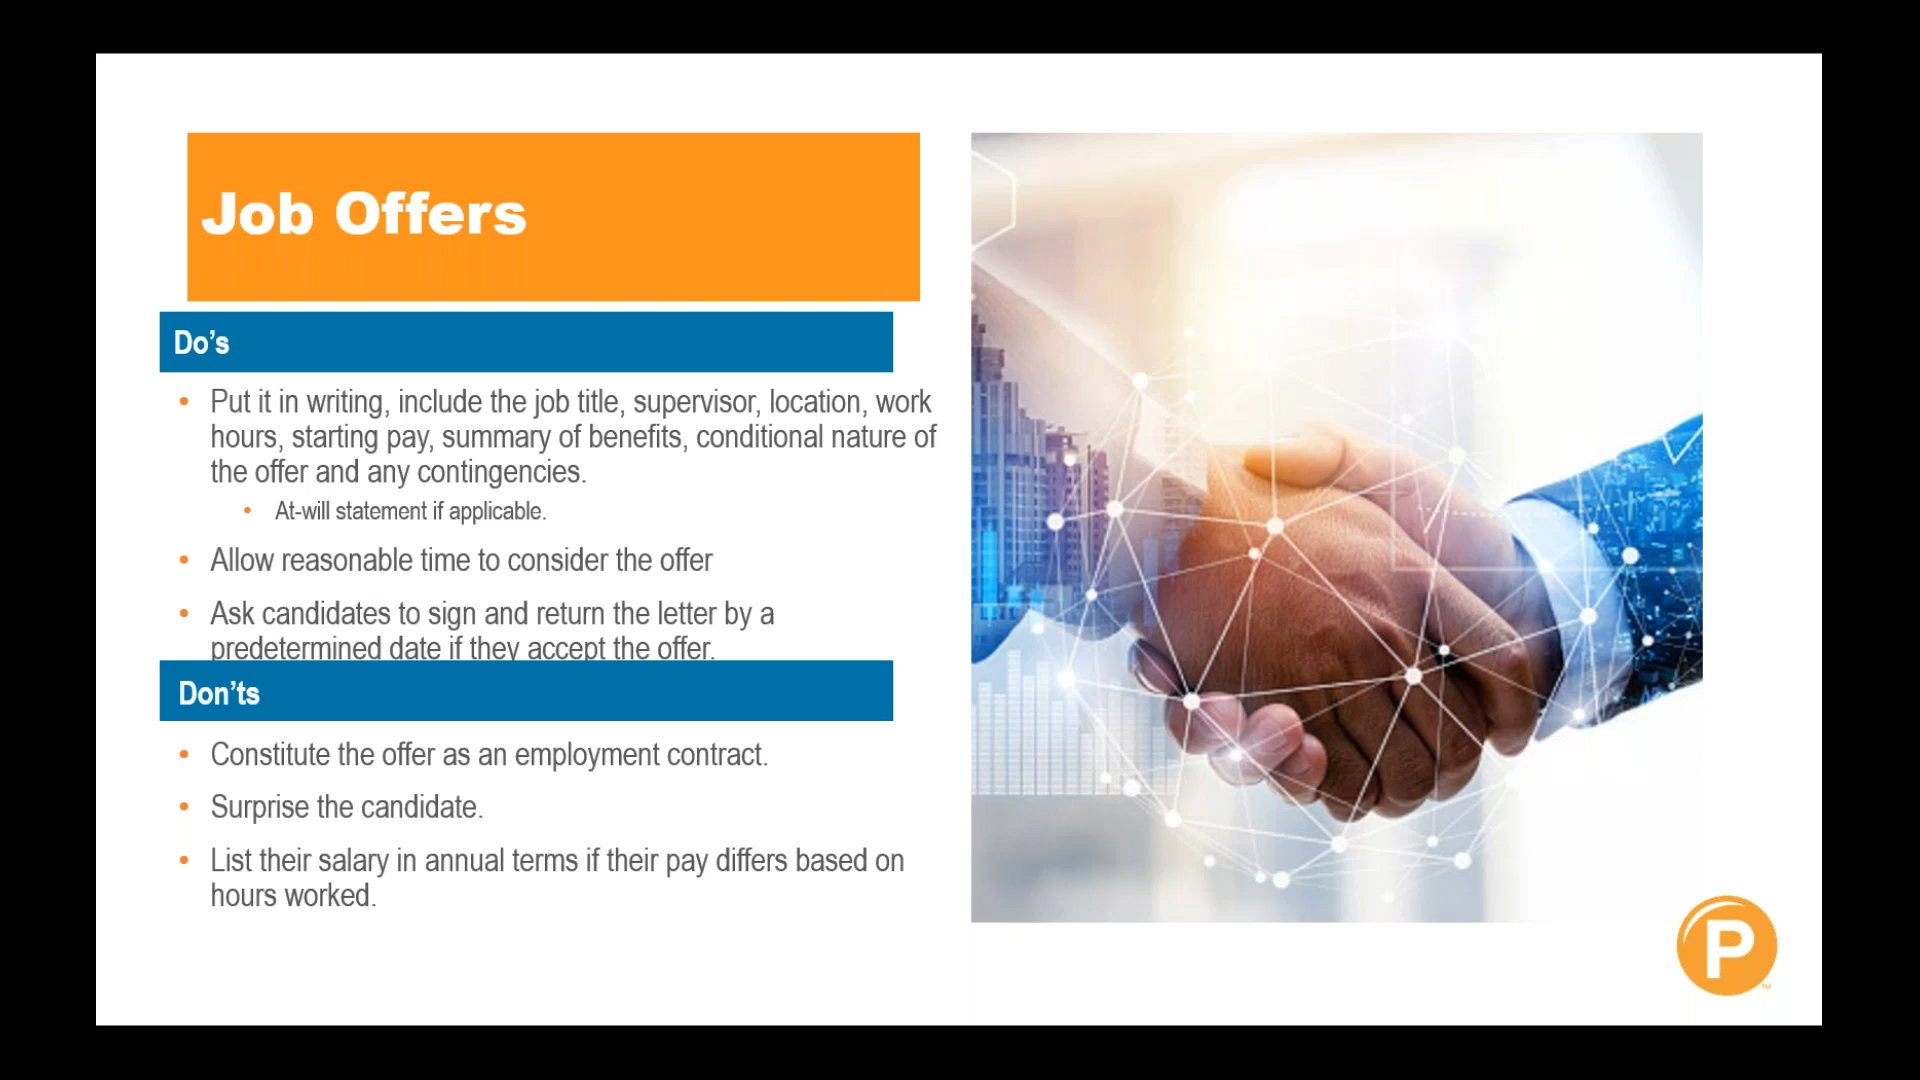 Job Offers
Do’s
• Put it in writing, include the job title, supervisor, location, work
hours, starting pay, summary of benefits, conditional nature of
the offer and any contingencies.
• At-will statement if applicable.
• Allow reasonable time to consider the offer
• Ask candidates to sign and return the letter by a
predetermined date if they accept the offer.
Don’ts
• Constitute the offer as an employment contract.
• Surprise the candidate.
• List their salary in annual terms if their pay differs based on
hours worked.
P
TM